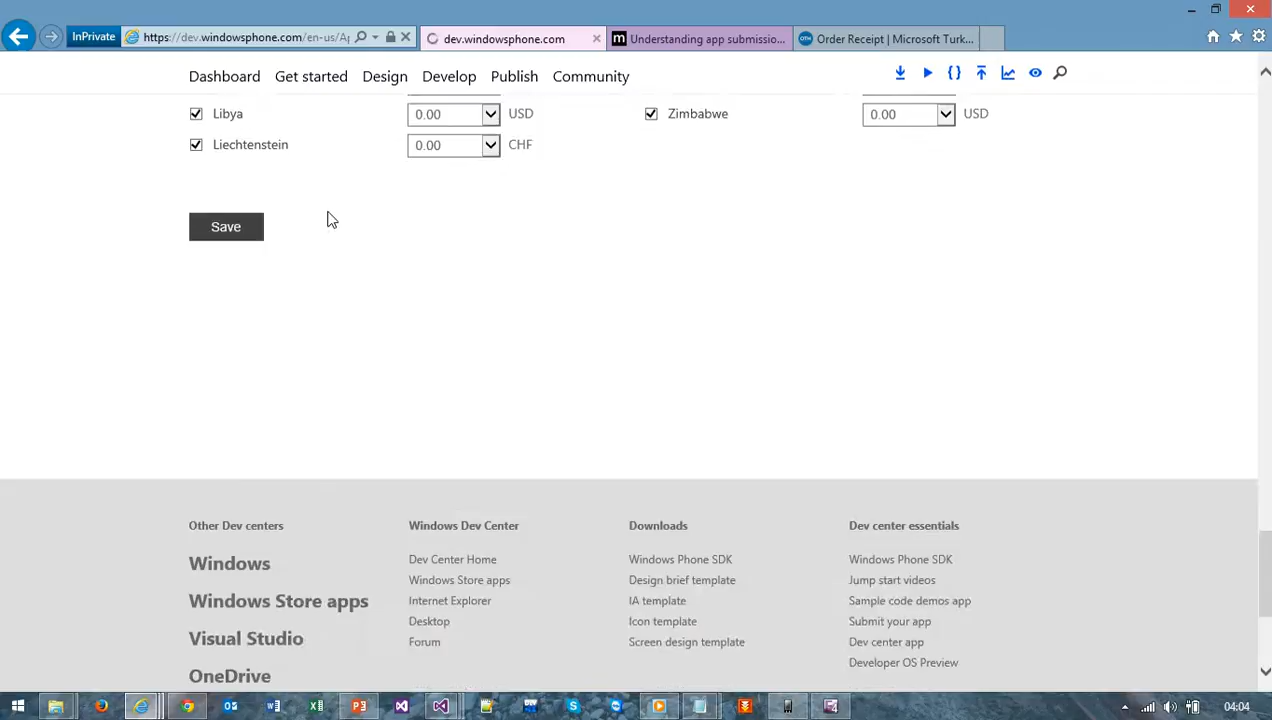 InPrivate
https://dev.windowsphone.com/en-us/Ap
dev.windowsphone.com
Understanding app submissio...
Order Receipt | Microsoft Turk...
Dashboard Get started Design Develop Publish Community
Libya 0.00 USD Zimbabwe 0.00 USD
Liechtenstein 0.00 CHF
Save
Other Dev centers
Windows
Windows Store apps
Visual Studio
OneDrive
Windows Dev Center
Dev Center Home
Windows Store apps
Internet Explorer
Desktop
Forum
Downloads
Windows Phone SDK
Design brief template
IA template
Icon template
Screen design template
Dev center essentials
Windows Phone SDK
Jump start videos
Sample code demos app
Submit your app
Dev center app
Developer OS Preview
04:04